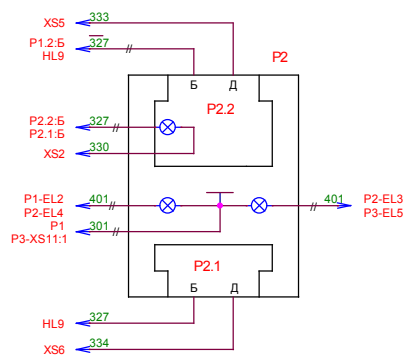 XS5 333
P1.2:Б 327
HL9
P2
Б Д
P2.2
P2.2:Б 327
P2.1:Б
XS2 330
P1-EL2 401 401 P2-EL3
P2-EL4 P3-EL5
P1 301
P3-XS11:1
P2.1
Б Д
HL9 327
XS6 334